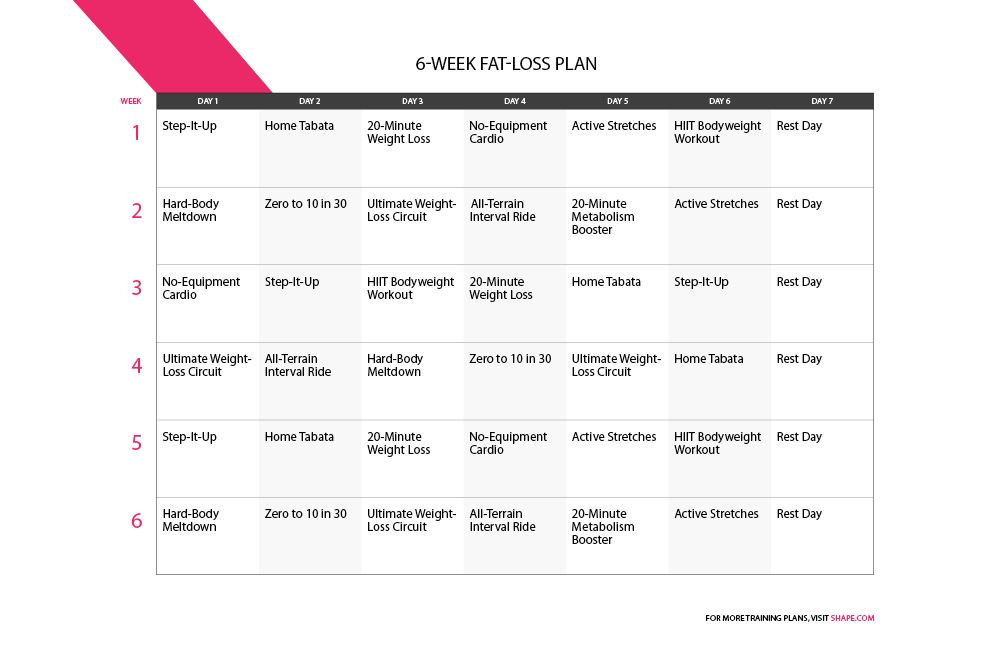 6-WEEK FAT-LOSS PLAN
WEEK DAY 1 DAY 2 DAY 3 DAY 4 DAY 5 DAY 6 DAY 7
1 Step-It-Up Home Tabata 20-Minute No-Equipment Active Stretches HIIT Bodyweight Rest Day
Weight Loss Cardio Workout
2 Hard-Body Zero to 10 in 30 Ultimate Weight- All-Terrain 20-Minute Active Stretches Rest Day
Meltdown Loss Circuit Interval Ride Metabolism
Booster
3 No-Equipment Step-It-Up HIIT Bodyweight 20-Minute Home Tabata Step-It-Up Rest Day
Cardio Workout Weight Loss
4 Ultimate Weight- All-Terrain Hard-Body Zero to 10 in 30 Ultimate Weight- Home Tabata Rest Day
Loss Circuit Interval Ride Meltdown Loss Circuit
5 Step-It-Up Home Tabata 20-Minute No-Equipment Active Stretches HIIT Bodyweight Rest Day
Weight Loss Cardio Workout
6 Hard-Body Zero to 10 in 30 Ultimate Weight- All-Terrain 20-Minute Active Stretches Rest Day
Meltdown Loss Circuit Interval Ride Metabolism
Booster
FOR MORE TRAINING PLANS, VISIT SHAPE.COM